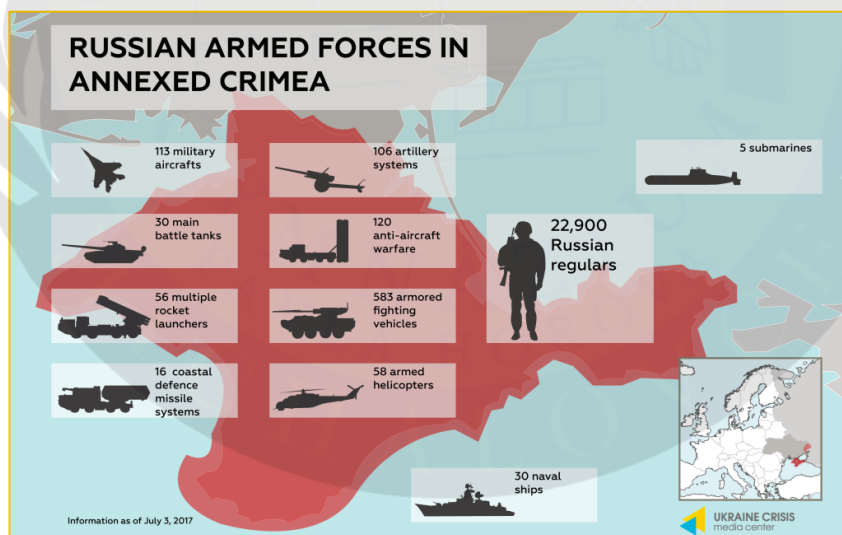 RUSSIAN ARMED FORCES IN
ANNEXED CRIMEA
113 military
aircrafts
106 artillery
systems
5 submarines
30 main
battle tanks
120
anti-aircraft
warfare
22,900
Russian
regulars
56 multiple
rocket
launchers
583 armored
fighting
vehicles
16 coastal
defence
missile
systems
58 armed
helicopters
30 naval
ships
Information as of July 3, 2017
UKRAINE CRISIS
media center